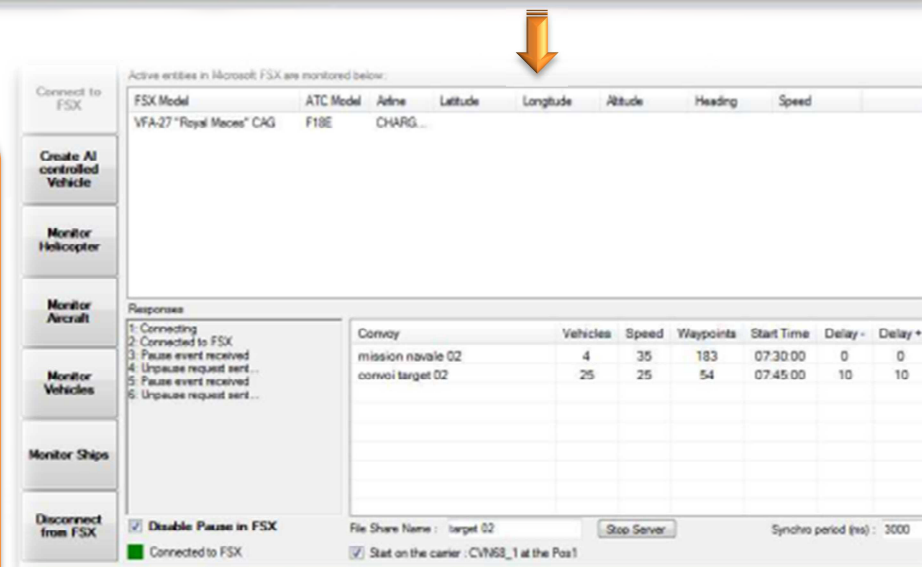 Active entities in Microsoft FSX are monitored below:
Connect to
FSX
FSX Model ATC Model Airline Latitude Longitude Altitude Heading Speed
VFA-27 "Royal Maces" CAG F18E CHARG...
Create AI
controlled
Vehicle
Monitor
Helicopter
Monitor
Aircraft
Monitor
Vehicles
Monitor Ships
Disconnect
from FSX
Responses
1: Connecting
2: Connected to FSX
3: Pause event received
4: Unpause request sent...
5: Pause event received
6: Unpause request sent...
Convoy Vehicles Speed Waypoints Start Time Delay - Delay +
mission navale 02 4 35 183 07:30:00 0 0
convoi target 02 25 25 54 07:45:00 10 10
Disable Pause in FSX
Connected to FSX
File Share Name : target 02 Stop Server Synchro period (ms) : 3000
Start on the carrier : CVN68_1 at the Pos1